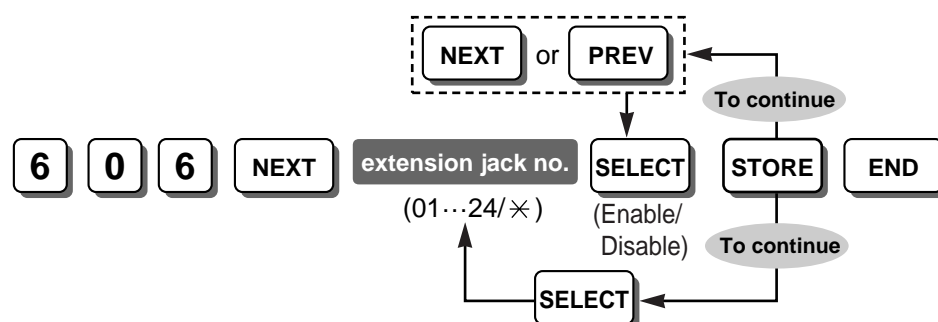 NEXT or PREV
To continue
6 0 6 NEXT extension jack no. SELECT STORE END
(01···24/✳) (Enable/
Disable) To continue
SELECT